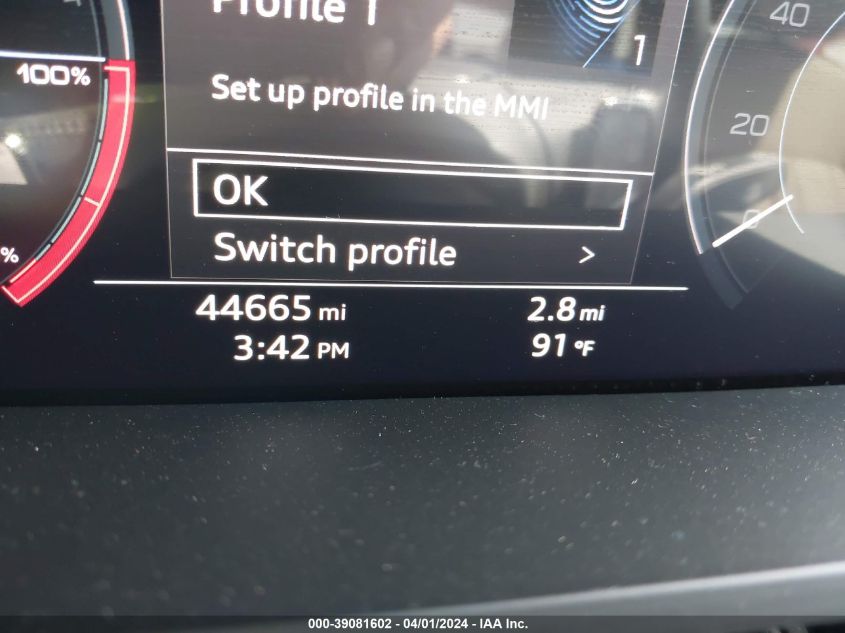 Profile 1
1
40
100%
Set up profile in the MMI
20
OK
0
Switch profile >
%
44665 mi 2.8 mi
3:42 PM 91 °F
000-39081602 - 04/01/2024 - IAA Inc.